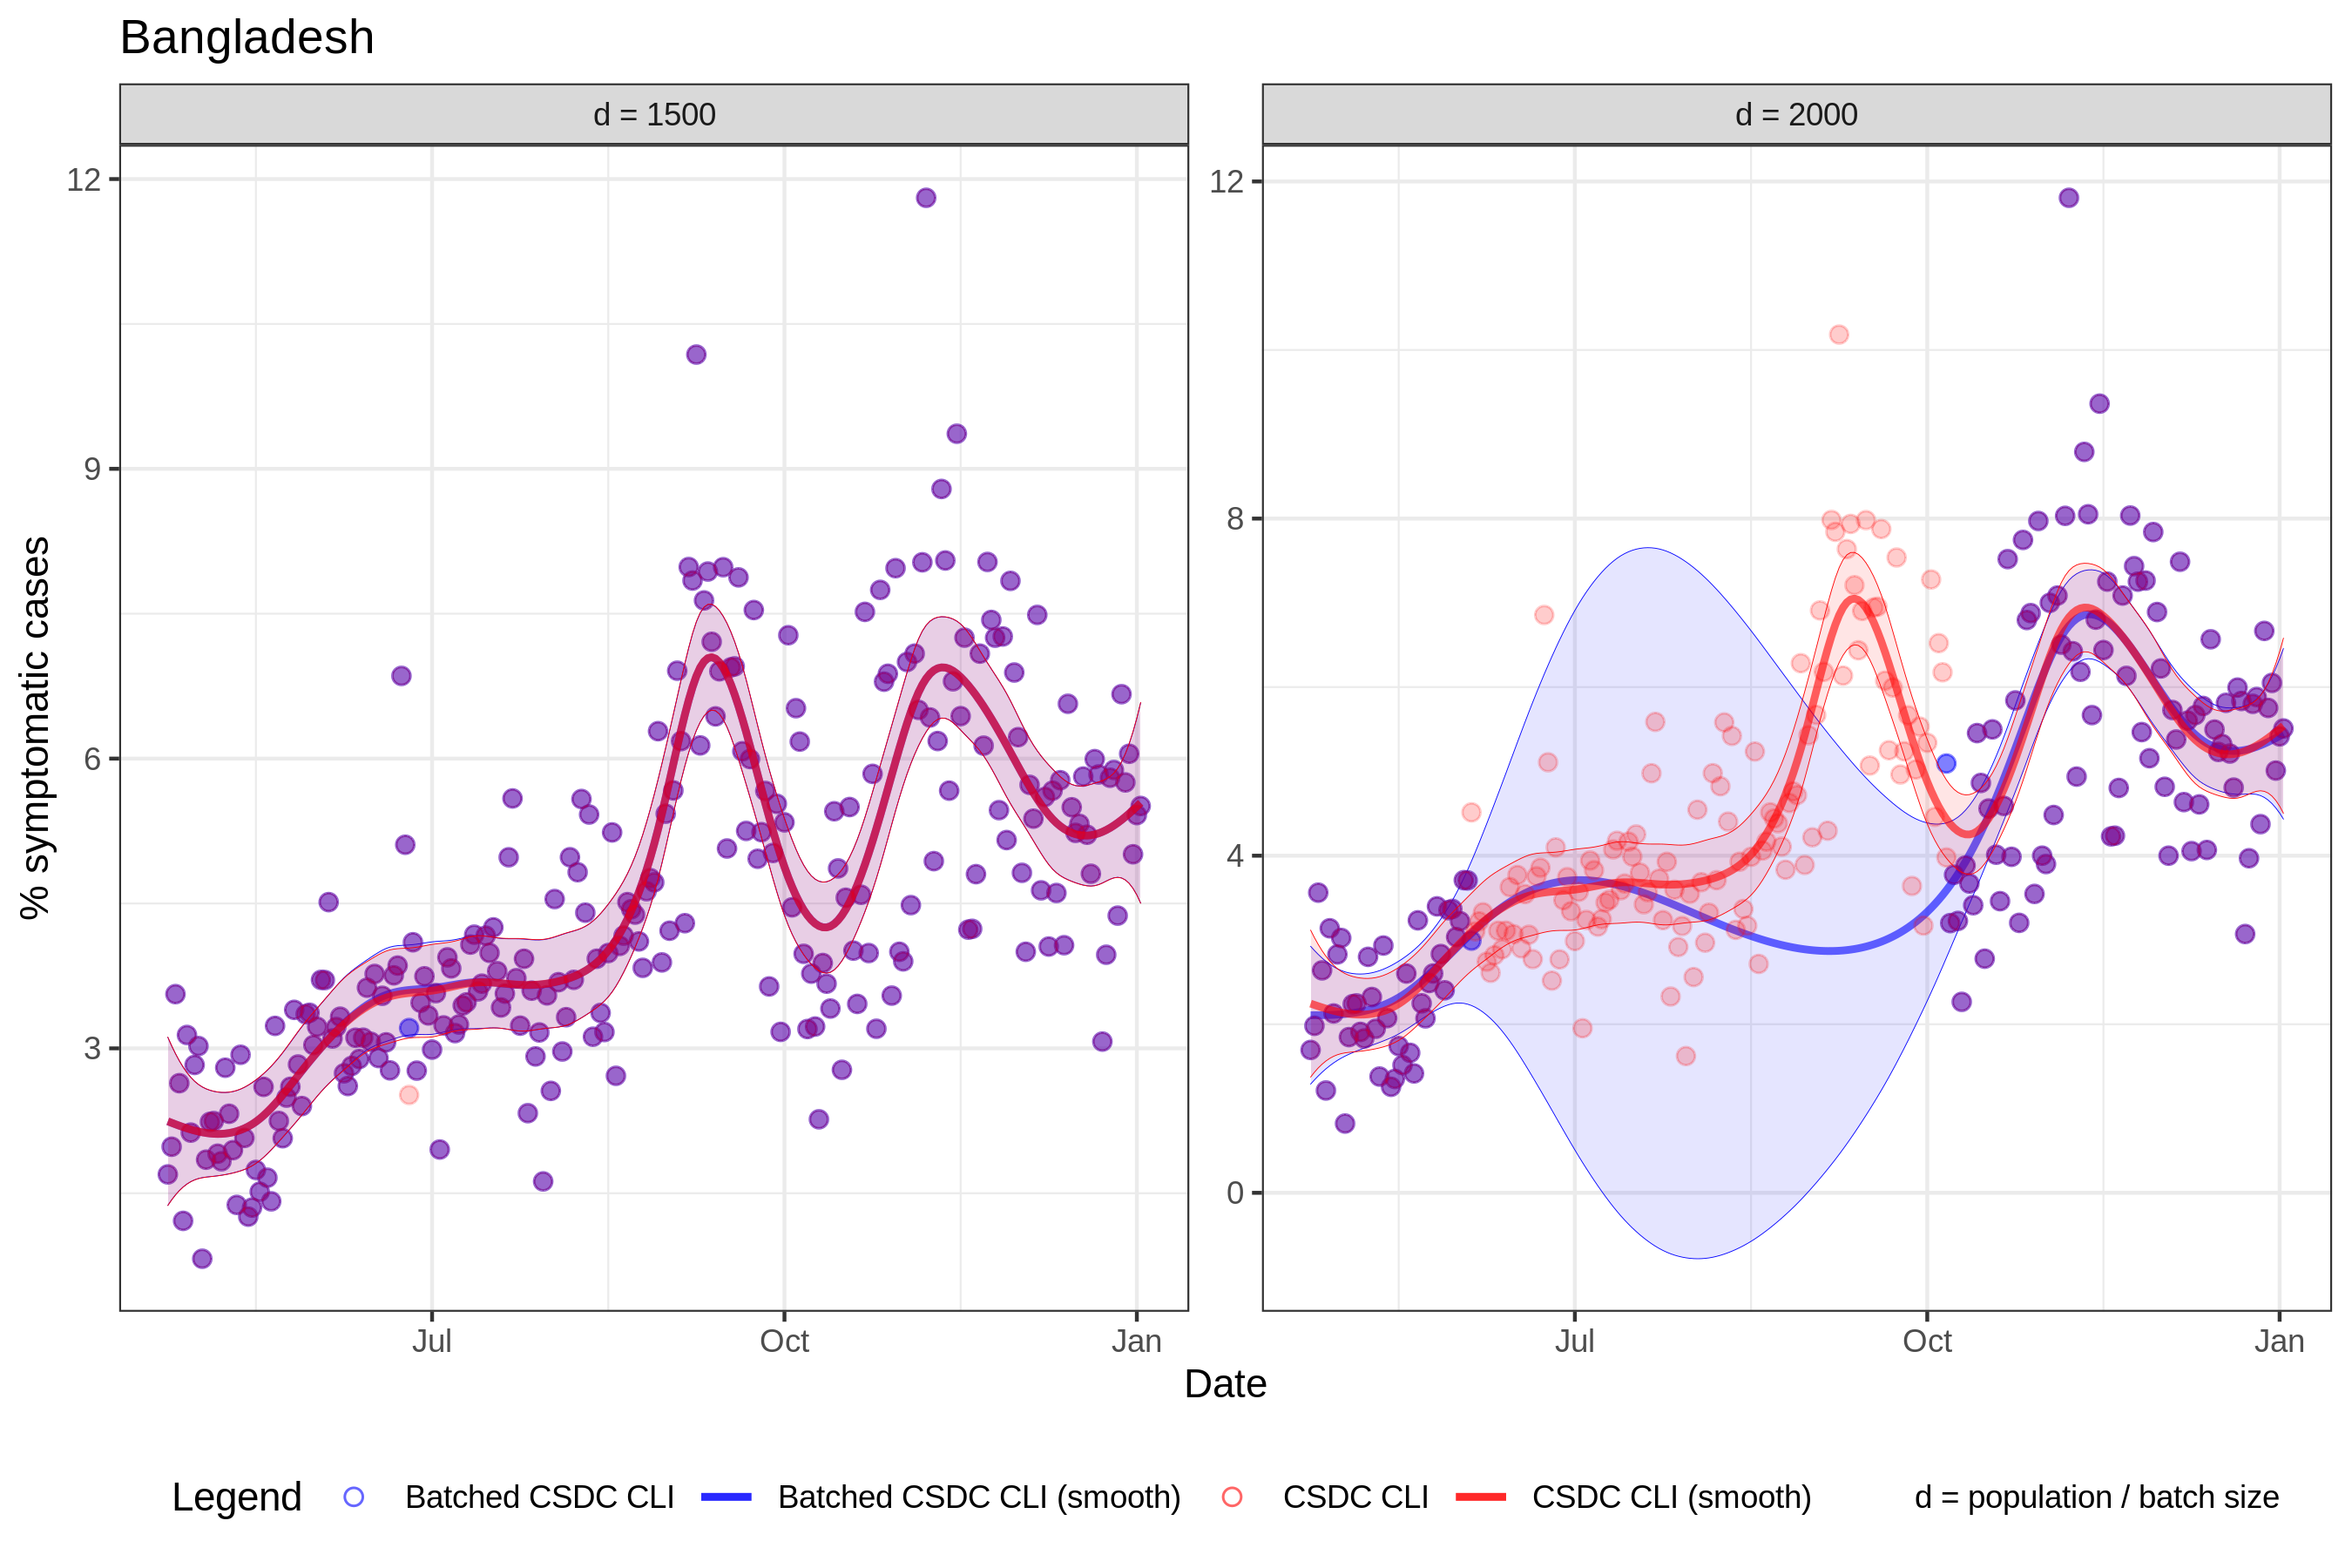 Bangladesh
d = 1500
d = 2000
% symptomatic cases
12
9
6
3
12
8
4
0
Jul
Oct
Jan
Jul
Oct
Jan
Date
Legend
Batched CSDC CLI
Batched CSDC CLI (smooth)
CSDC CLI
CSDC CLI (smooth)
d = population / batch size